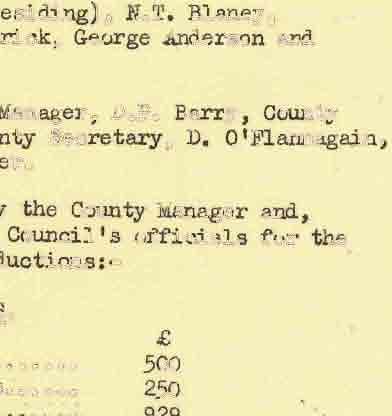 esiding), N.T. Blaney,
rick, George Anderson and
Manager, D.F. Barry, County
nty Secretary, D. O'Flannagain,
er.
y the County Manager and,
Council's officials for the
ductions:-
£
500
250
929